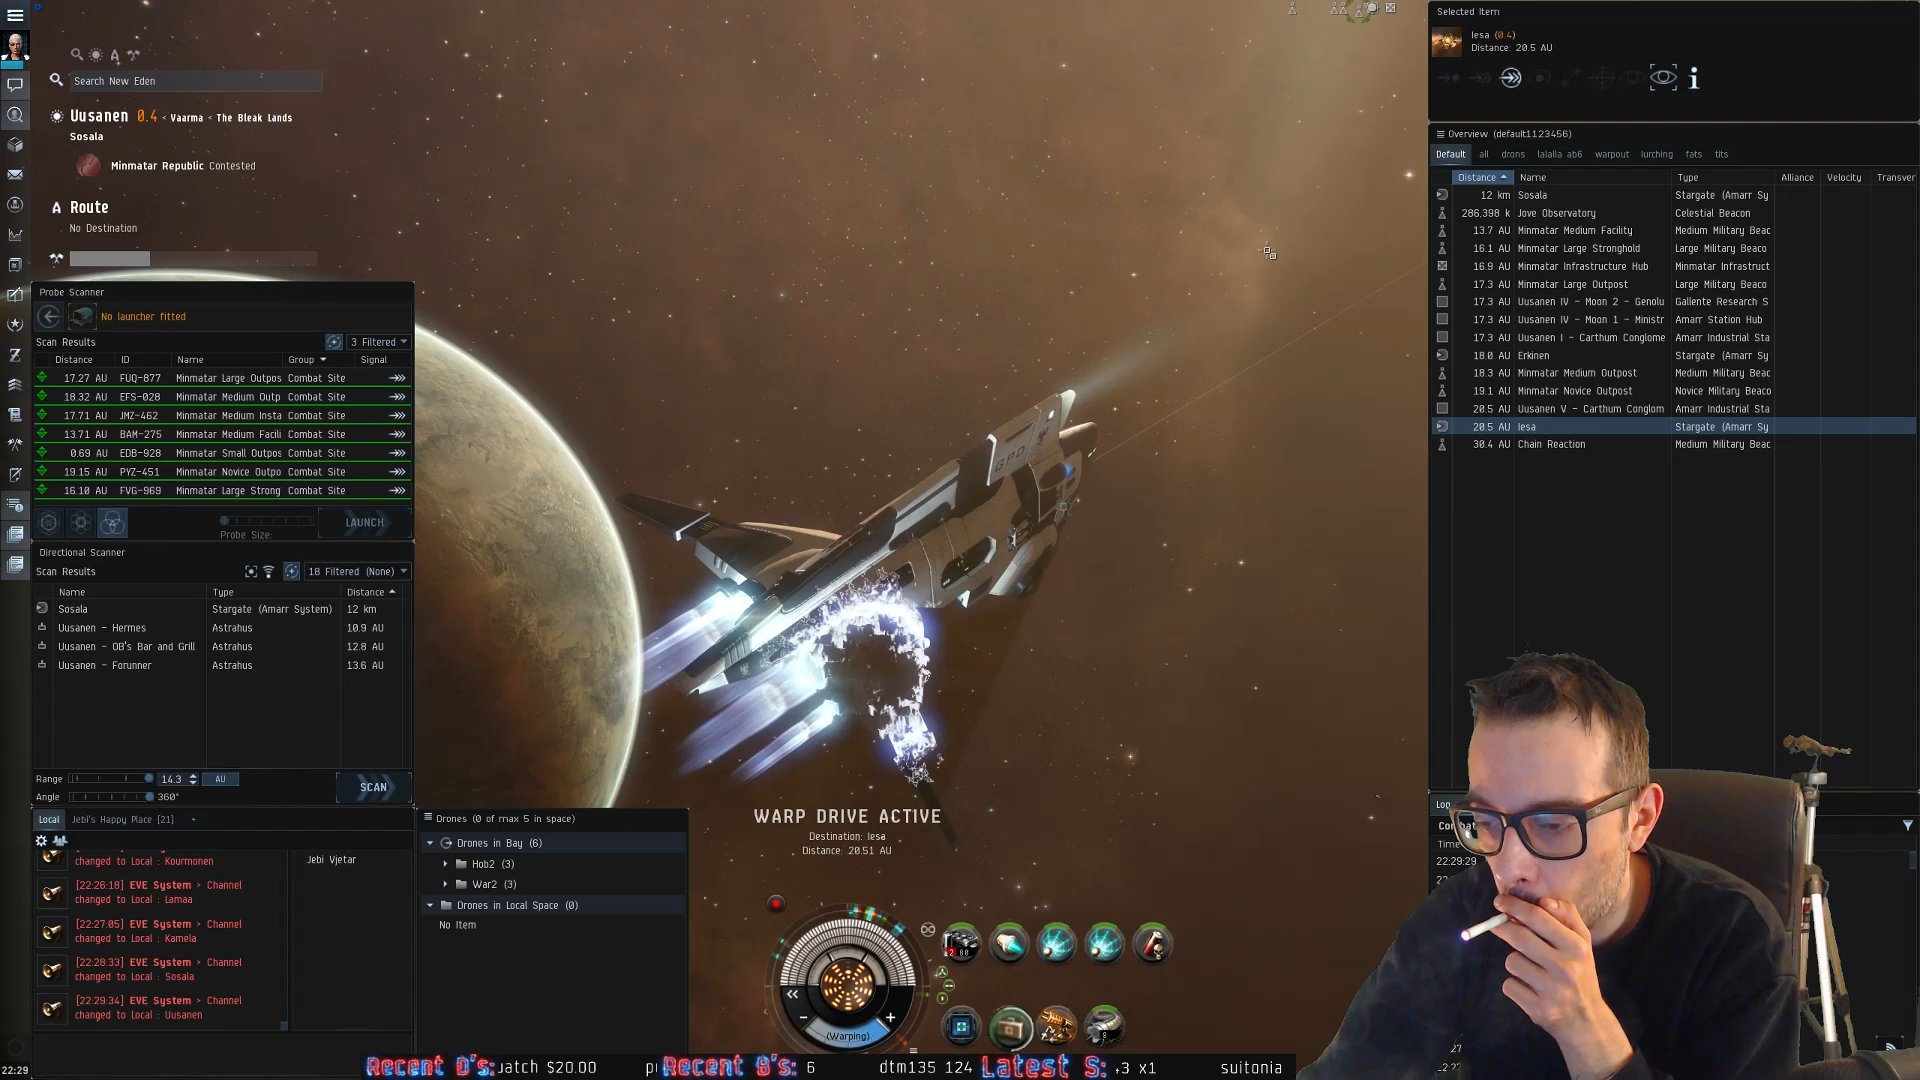 Search New Eden
Uusanen 0.4 < Vaarma < The Bleak Lands
Sosala
Minmatar Republic Contested
Route
No Destination
Probe Scanner
No launcher fitted
Scan Results
3 Filtered
Distance ID Name Group Signal
17.27 AU FUQ-877 Minmatar Large Outpos Combat Site
18.32 AU EFS-028 Minmatar Medium Outp Combat Site
17.71 AU JMZ-462 Minmatar Medium Insta Combat Site
13.71 AU BAM-275 Minmatar Medium Facili Combat Site
0.69 AU EDB-928 Minmatar Small Outpos Combat Site
19.15 AU PYZ-451 Minmatar Novice Outpo Combat Site
16.10 AU FVG-969 Minmatar Large Strong Combat Site
LAUNCH
Probe Size:
Directional Scanner
Scan Results
18 Filtered (None)
Name Type Distance
Sosala Stargate (Amarr System) 12 km
Uusanen - Hermes Astrahus 10.9 AU
Uusanen - OB's Bar and Grill Astrahus 12.8 AU
Uusanen - Forunner Astrahus 13.6 AU
Range 14.3 AU
Angle 360°
SCAN
Local Jebi's Happy Place [21] +
changed to Local : Kourmonen
[22:26:18] EVE System > Channel
changed to Local : Lamaa
[22:27:05] EVE System > Channel
changed to Local : Kamela
[22:28:33] EVE System > Channel
changed to Local : Sosala
[22:29:34] EVE System > Channel
changed to Local : Uusanen
Jebi Vjetar
22:29
Drones (0 of max 5 in space)
Drones in Bay (6)
Hob2 (3)
War2 (3)
Drones in Local Space (0)
No Item
GPD
WARP DRIVE ACTIVE
Destination: Iesa
Distance: 20.51 AU
(Warping)
2 80
8
Recent D's: watch $20.00
Recent B's: 6 dtm135 124
Latest S: +3 x1 suitonia
Selected Item
Iesa (0.4)
Distance: 20.5 AU
Overview (default1123456)
Default all drons lalalla ab6 warpout lurching fats tits
Distance Name Type Alliance Velocity Transver
12 km Sosala Stargate (Amarr Sy
286,398 k Jove Observatory Celestial Beacon
13.7 AU Minmatar Medium Facility Medium Military Beac
16.1 AU Minmatar Large Stronghold Large Military Beaco
16.9 AU Minmatar Infrastructure Hub Minmatar Infrastruct
17.3 AU Minmatar Large Outpost Large Military Beaco
17.3 AU Uusanen IV - Moon 2 - Genolu Gallente Research S
17.3 AU Uusanen IV - Moon 1 - Ministr Amarr Station Hub
17.3 AU Uusanen I - Carthum Conglome Amarr Industrial Sta
18.0 AU Erkinen Stargate (Amarr Sy
18.3 AU Minmatar Medium Outpost Medium Military Beac
19.1 AU Minmatar Novice Outpost Novice Military Beaco
20.5 AU Uusanen V - Carthum Conglom Amarr Industrial Sta
20.5 AU Iesa Stargate (Amarr Sy
30.4 AU Chain Reaction Medium Military Beac
Log
Combat
Time
22:29:29